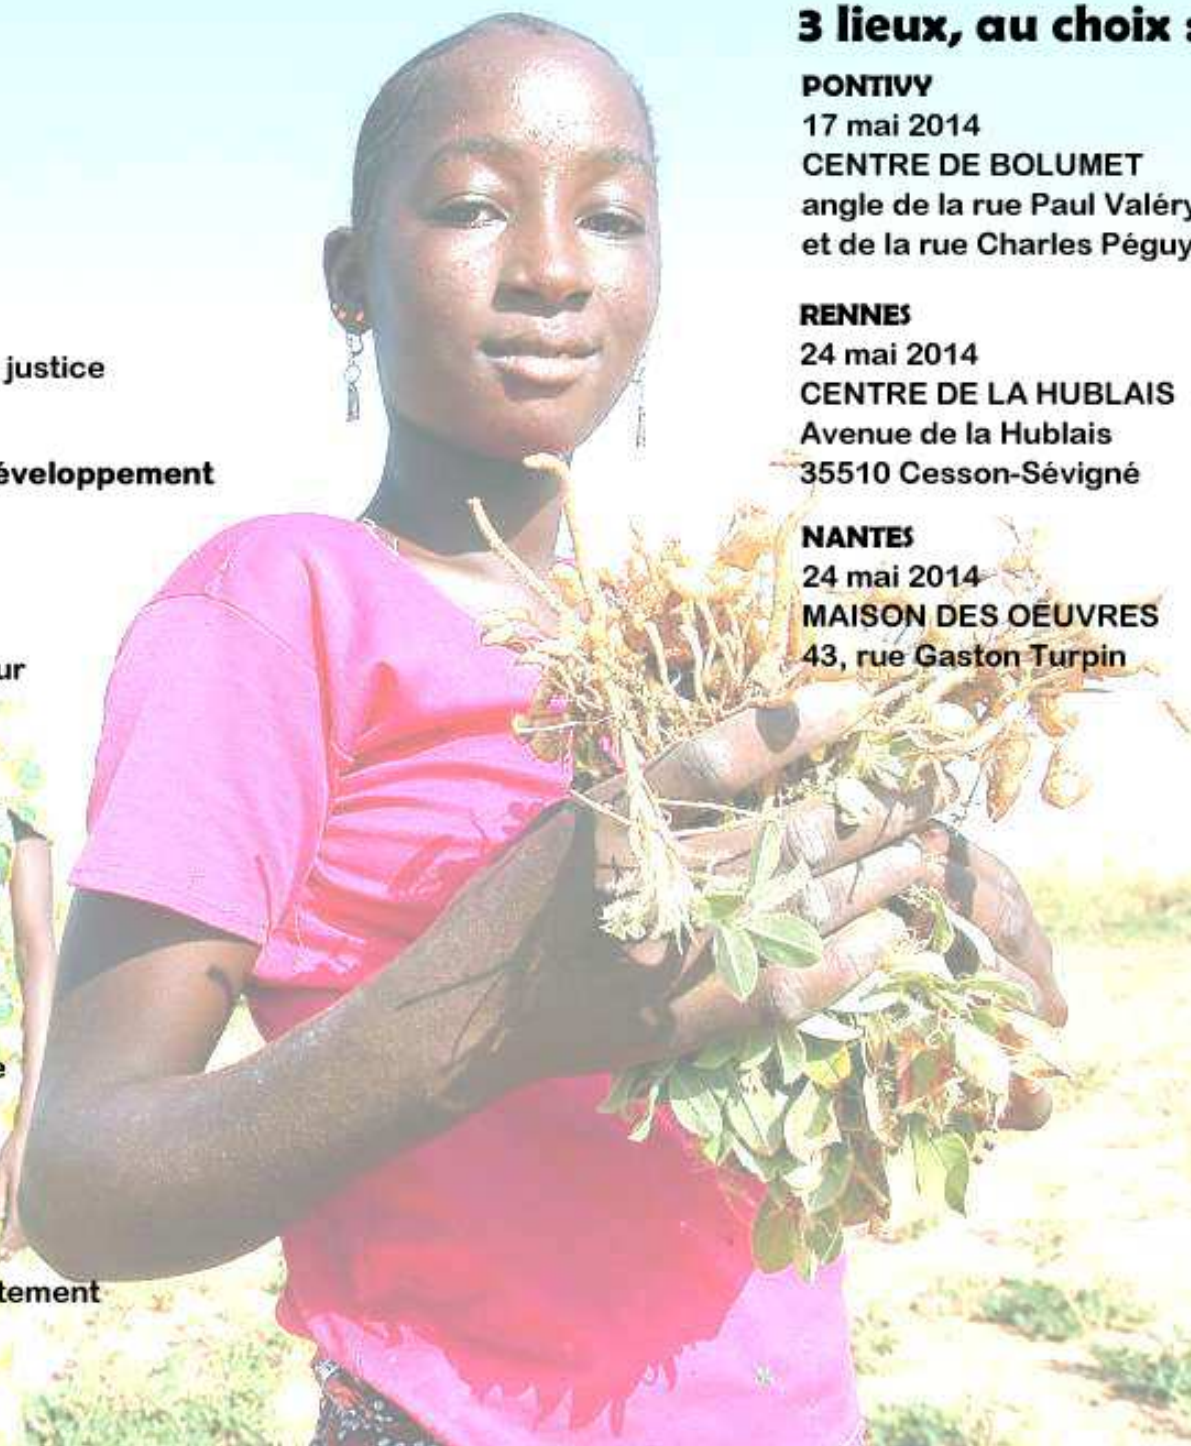 justice
éveloppement
ur
e
tement
3 lieux, au choix :
PONTIVY
17 mai 2014
CENTRE DE BOLUMET
angle de la rue Paul Valéry
et de la rue Charles Péguy
RENNES
24 mai 2014
CENTRE DE LA HUBLAIS
Avenue de la Hublais
35510 Cesson-Sévigné
NANTES
24 mai 2014
MAISON DES OEUVRES
43, rue Gaston Turpin